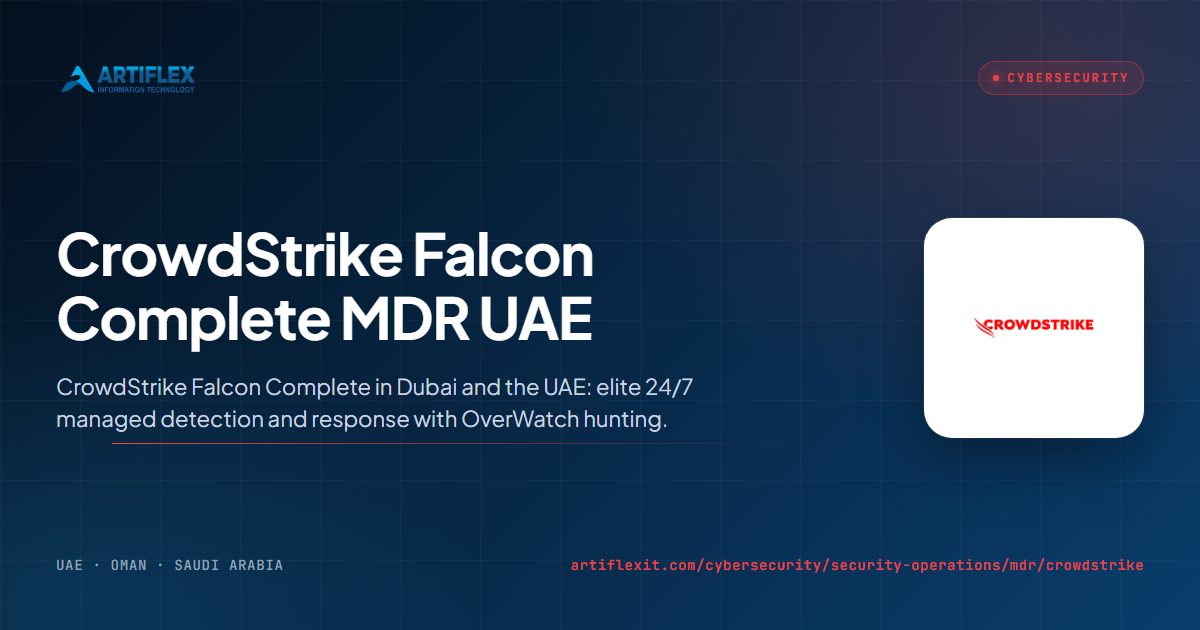 ARTIFLEX
INFORMATION TECHNOLOGY
CYBERSECURITY
CrowdStrike Falcon
Complete MDR UAE
CrowdStrike Falcon Complete in Dubai and the UAE: elite 24/7
managed detection and response with OverWatch hunting.
CROWDSTRIKE
UAE · OMAN · SAUDI ARABIA
artiflexit.com/cybersecurity/security-operations/mdr/crowdstrike